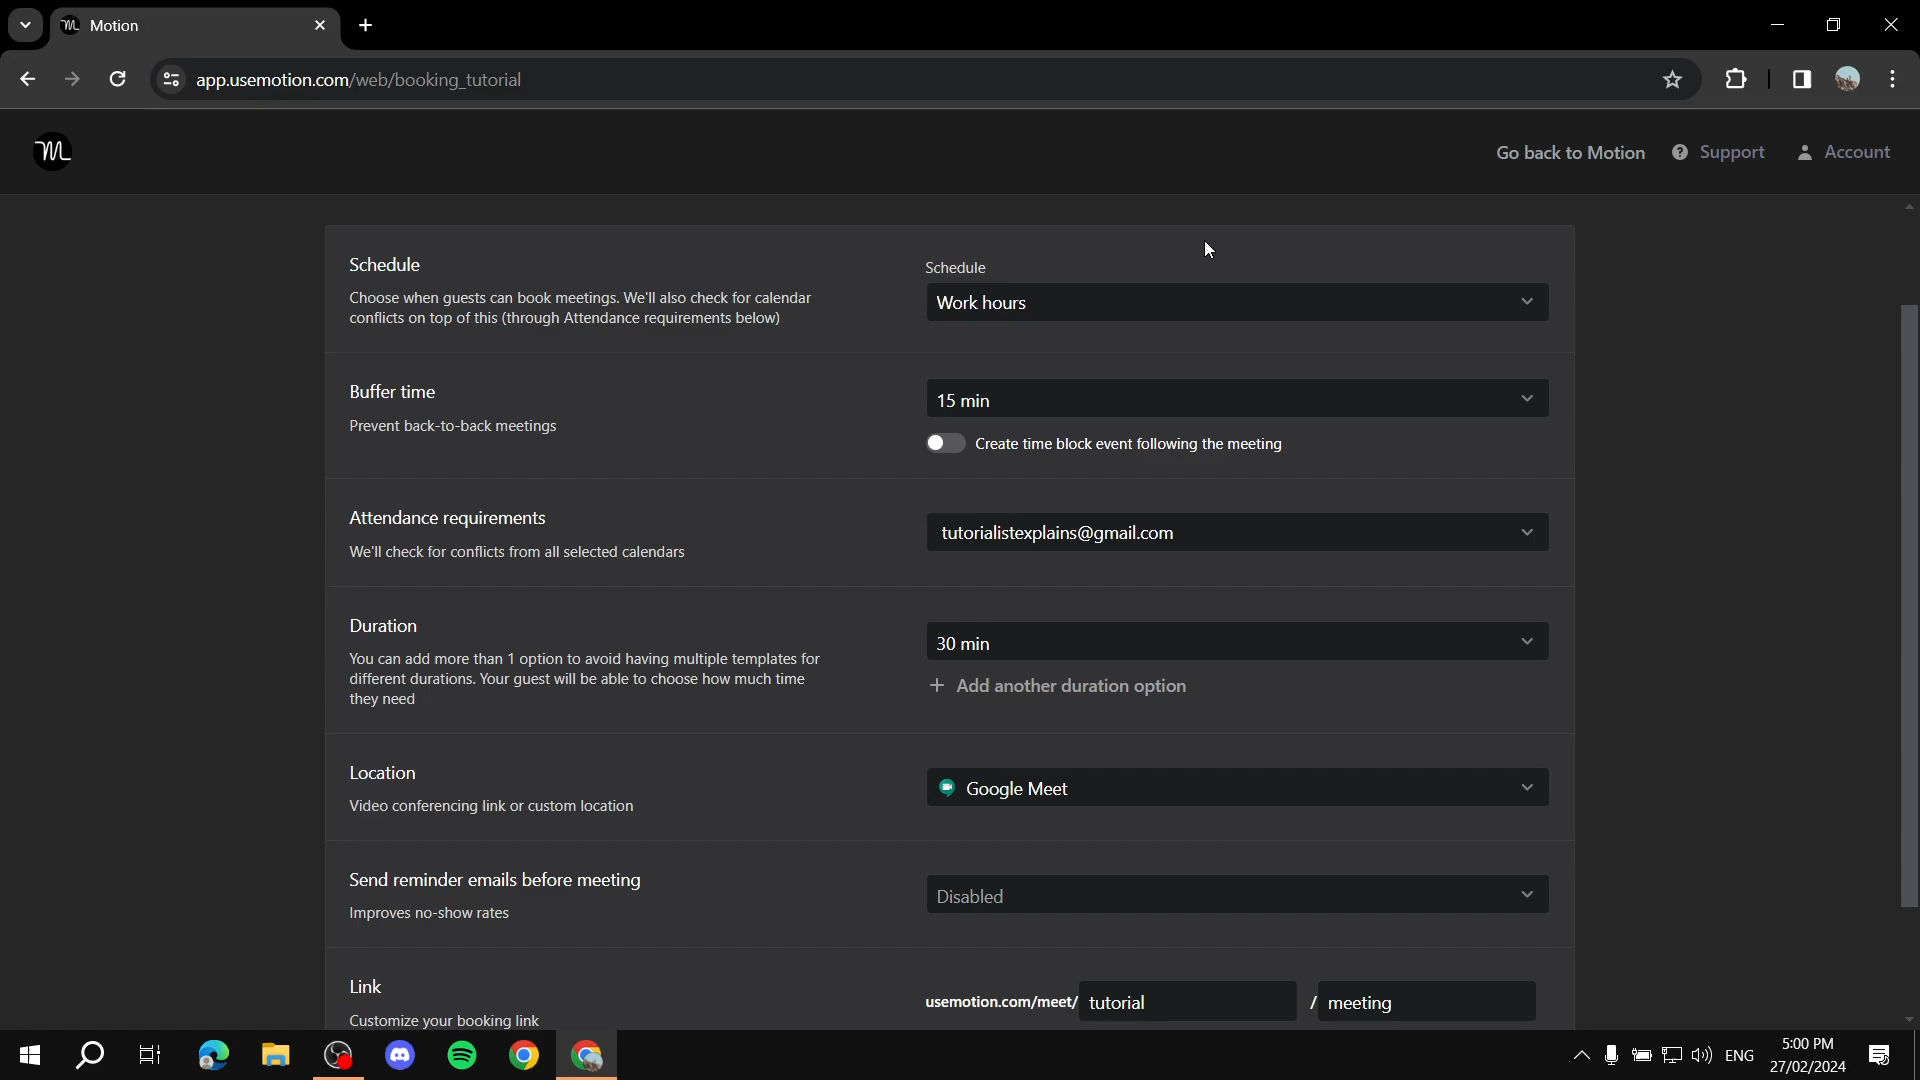 Motion
app.usemotion.com/web/booking_tutorial
Go back to Motion
Support
Account
Schedule
Choose when guests can book meetings. We'll also check for calendar
conflicts on top of this (through Attendance requirements below)
Schedule
Work hours
Buffer time
Prevent back-to-back meetings
15 min
Create time block event following the meeting
Attendance requirements
We'll check for conflicts from all selected calendars
tutorialistexplains@gmail.com
Duration
You can add more than 1 option to avoid having multiple templates for
different durations. Your guest will be able to choose how much time
they need
30 min
+ Add another duration option
Location
Video conferencing link or custom location
Google Meet
Send reminder emails before meeting
Improves no-show rates
Disabled
Link
Customize your booking link
usemotion.com/meet/ tutorial / meeting
ENG
5:00 PM
27/02/2024